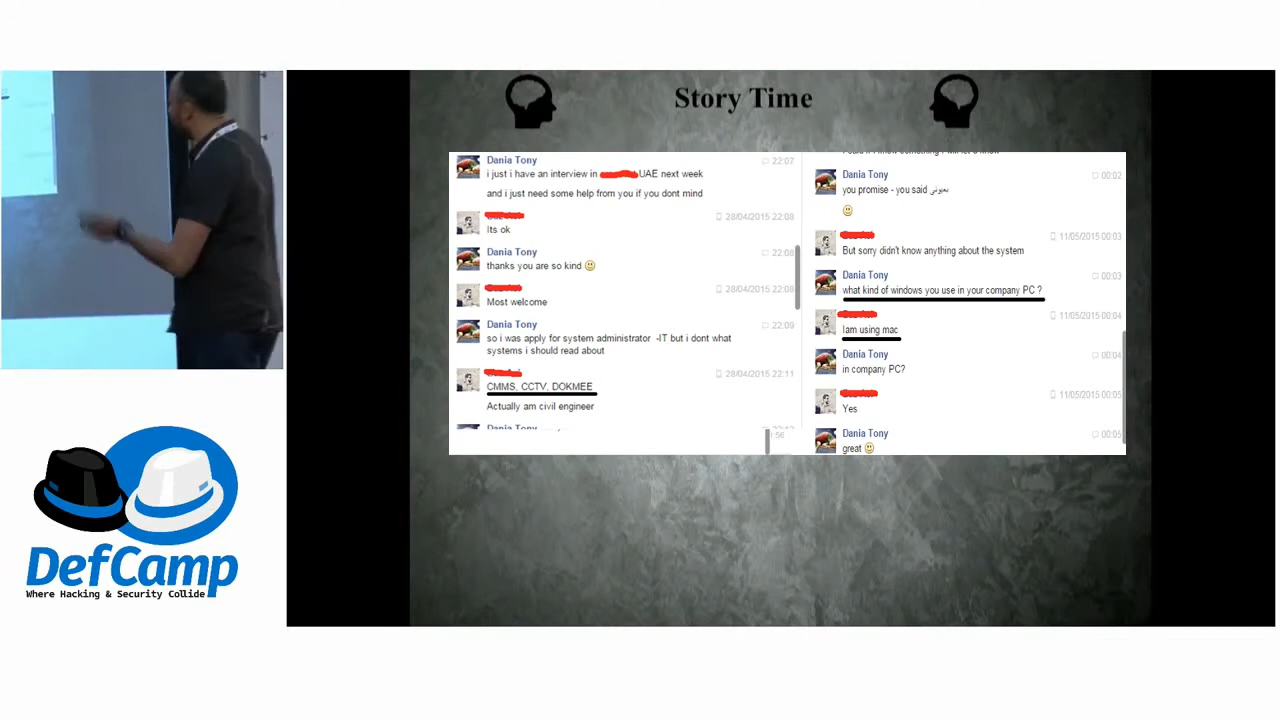 Story Time
Dania Tony
22:07
i just i have an interview in UAE next week
and i just need some help from you if you dont mind
28/04/2015 22:08
Its ok
Dania Tony
22:08
thanks you are so kind
28/04/2015 22:08
Most welcome
Dania Tony
22:09
so i was apply for system administrator -IT but i dont what
systems i should read about
28/04/2015 22:11
CMMS, CCTV, DOKMEE
Actually am civil engineer
Dania Tony
Dania Tony
00:02
you promise - you said بعيوني
11/05/2015 00:03
But sorry didn't know anything about the system
Dania Tony
00:03
what kind of windows you use in your company PC ?
11/05/2015 00:04
Iam using mac
Dania Tony
00:04
in company PC?
11/05/2015 00:05
Yes
Dania Tony
00:05
great
DefCamp
Where Hacking & Security Collide